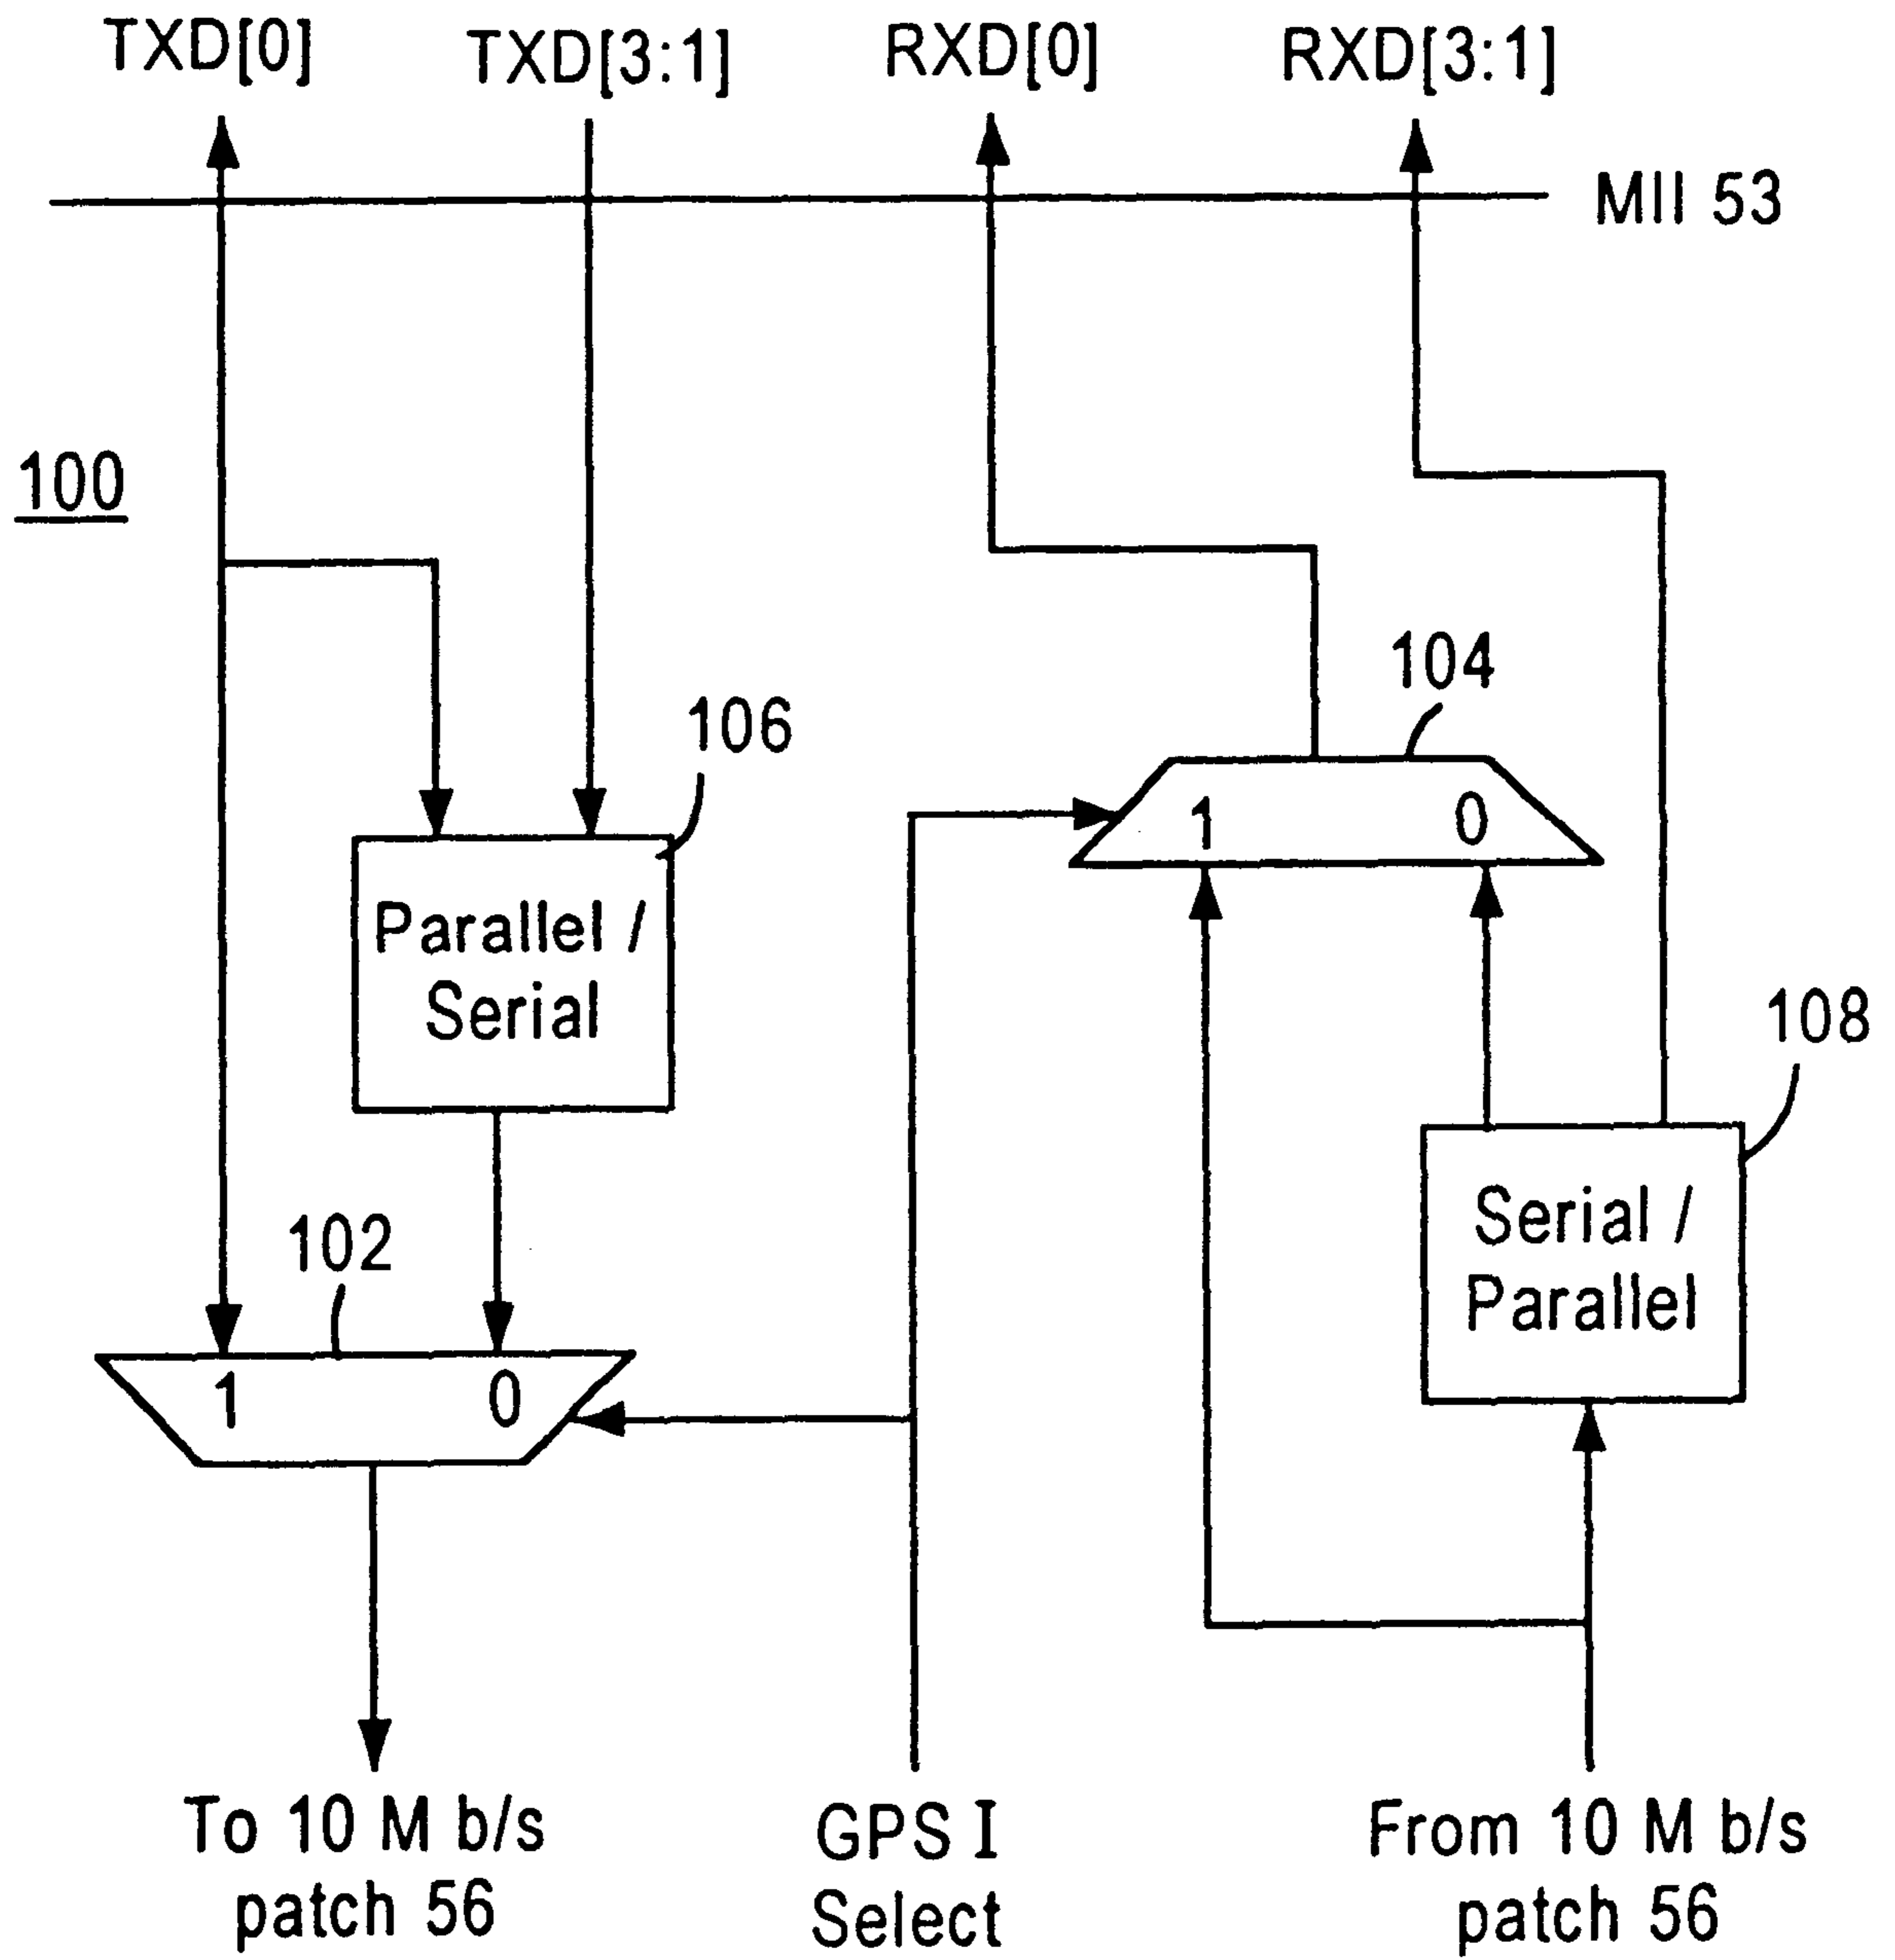 TXD[0] TXD[3:1] RXD[0] RXD[3:1]
MII 53
100
104
106
1 0
Parallel /
Serial
108
102
Serial /
Parallel
1 0
To 10 M b/s
patch 56
GPS I
Select
From 10 M b/s
patch 56